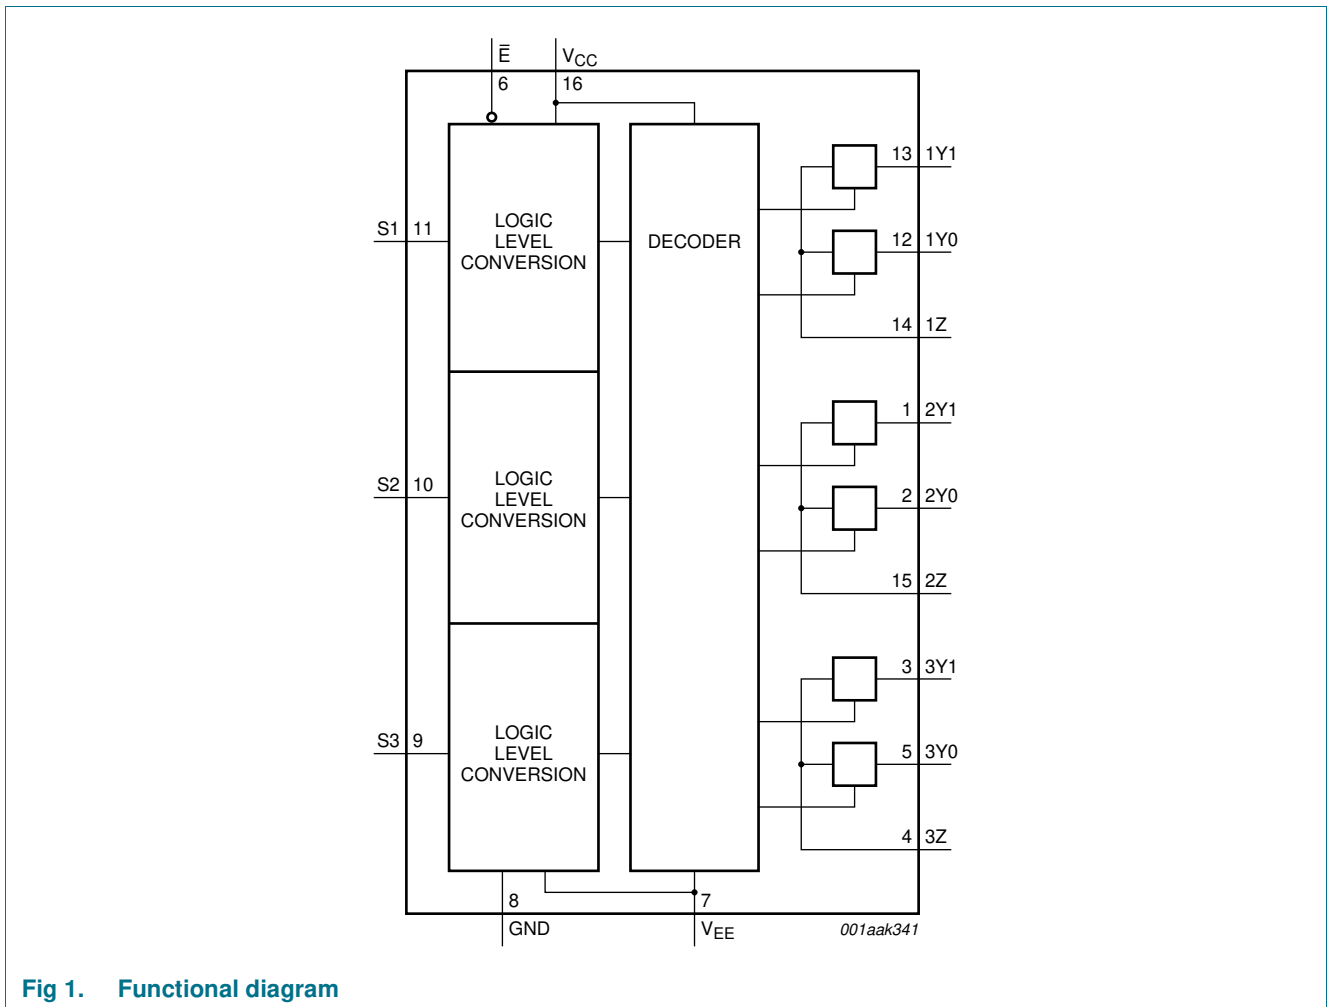 E̅ VCC
6 16
13 1Y1
S1 11
LOGIC
LEVEL
CONVERSION
DECODER
12 1Y0
14 1Z
1 2Y1
S2 10
LOGIC
LEVEL
CONVERSION
2 2Y0
15 2Z
3 3Y1
S3 9
LOGIC
LEVEL
CONVERSION
5 3Y0
4 3Z
8 7
GND VEE 001aak341
Fig 1. Functional diagram